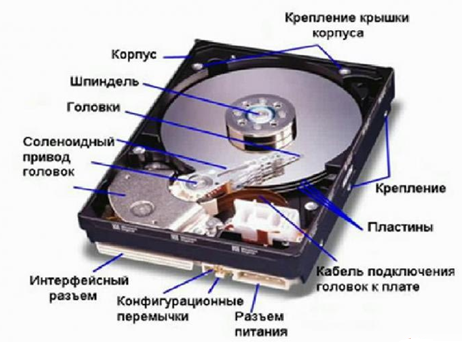 Крепление крышки
корпуса
Корпус
Шпиндель
Головки
Соленоидный
привод
головок
Крепление
Пластины
Кабель подключения
головок к плате
Интерфейсный
разъем
Конфигурационные
перемычки
Разъем
питания